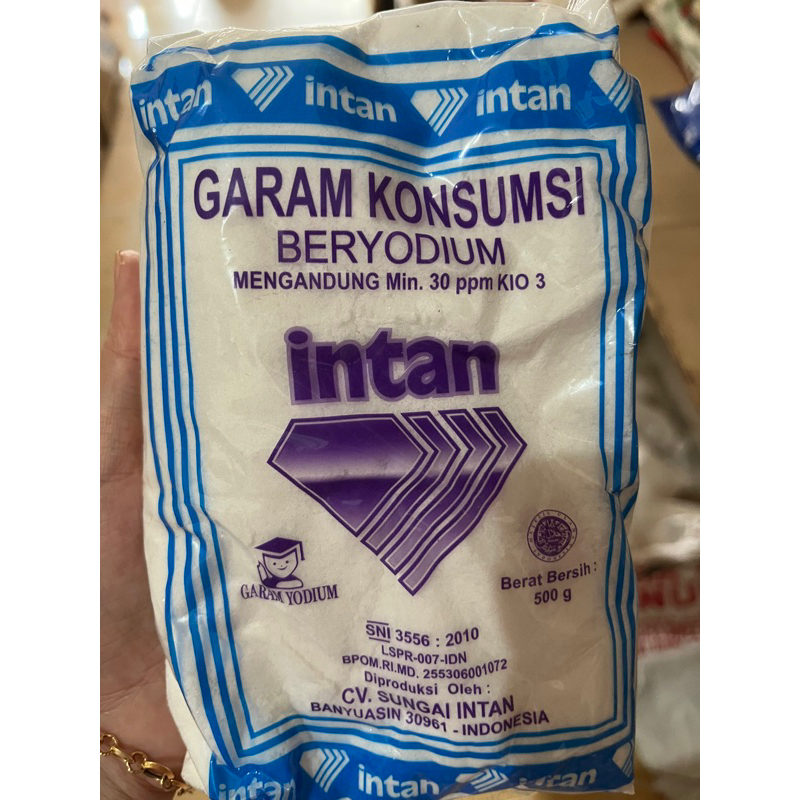 intan intan intan
GARAM KONSUMSI
BERYODIUM
MENGANDUNG Min. 30 ppm KIO 3
intan
GARAM YODIUM
Berat Bersih :
500 g
SNI 3556 : 2010
LSPR-007-IDN
BPOM.RI.MD. 255306001072
Diproduksi Oleh :
CV. SUNGAI INTAN
BANYUASIN 30961 - INDONESIA
intan intan intan